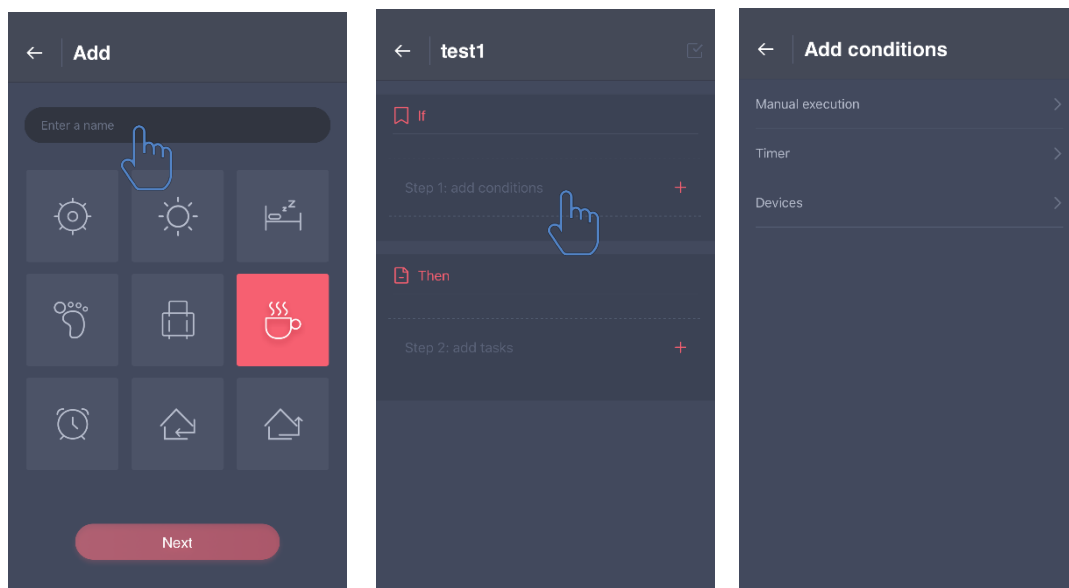 Add
Enter a name
Next
test1
If
Step 1: add conditions
Then
Step 2: add tasks
Add conditions
Manual execution
Timer
Devices